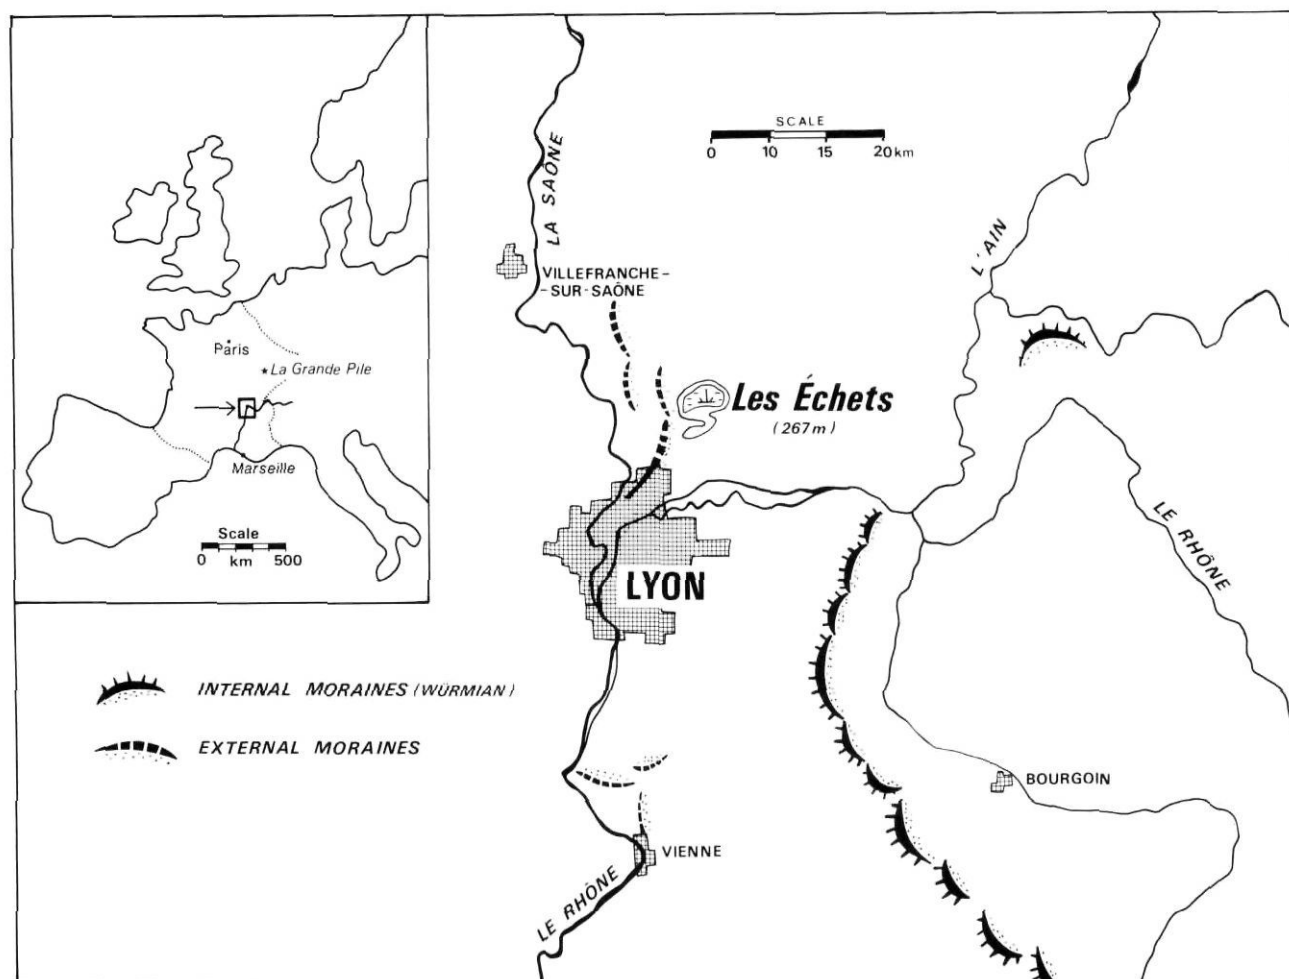 Paris
La Grande Pile
Marseille
Scale
0 km 500
SCALE
0 10 15 20 km
LA SAÔNE
L'AIN
VILLEFRANCHE-
-SUR-SAÔNE
Les Échets
(267m)
LE RHÔNE
LYON
INTERNAL MORAINES (WÜRMIAN)
EXTERNAL MORAINES
BOURGOIN
VIENNE
LE RHÔNE